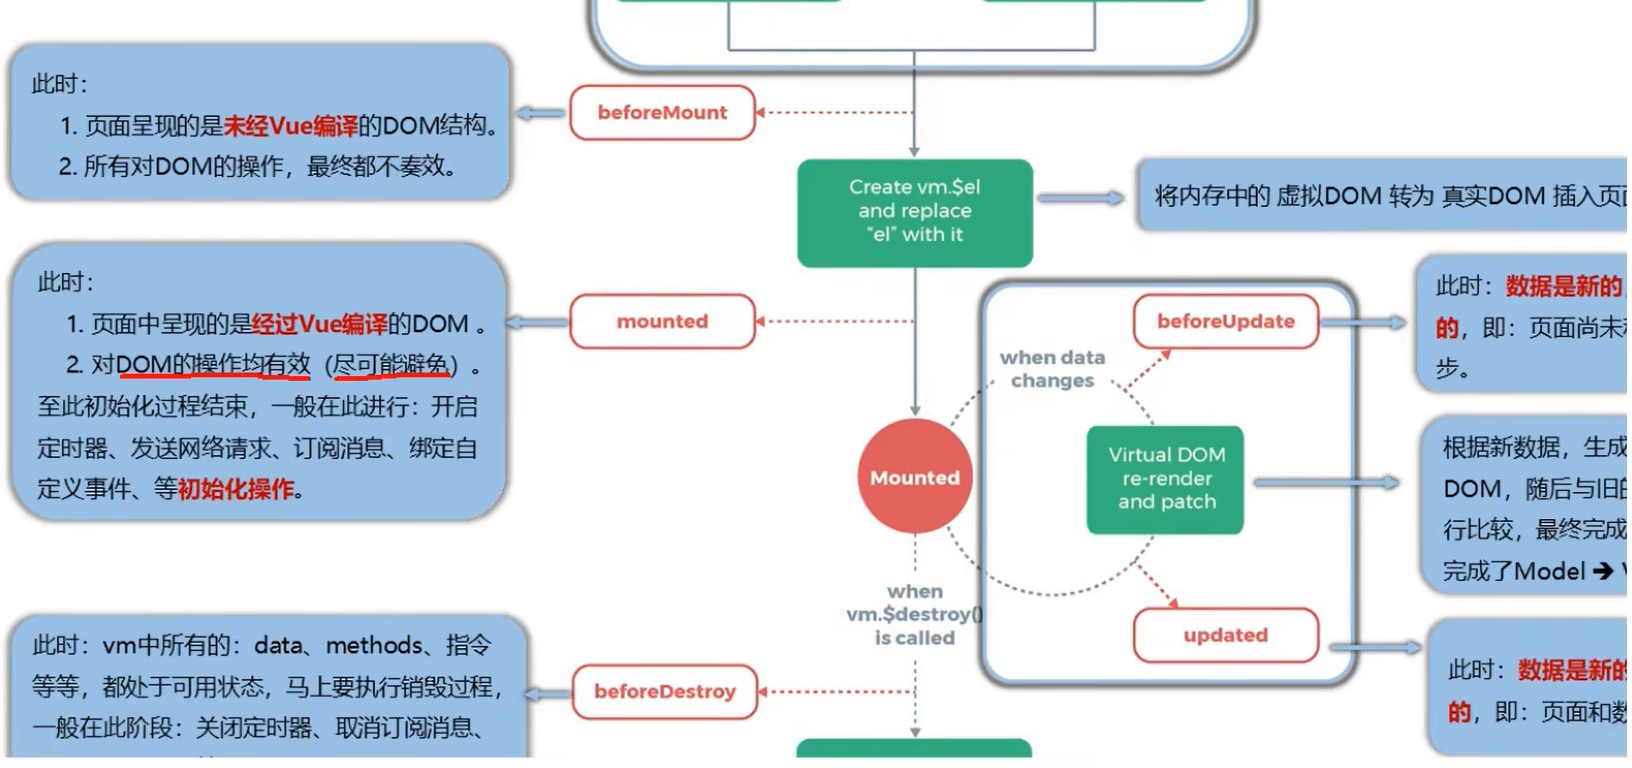 此时：
1. 页面呈现的是未经Vue编译的DOM结构。
2. 所有对DOM的操作，最终都不奏效。
beforeMount
Create vm.$el
and replace
“el” with it
将内存中的 虚拟DOM 转为 真实DOM 插入页
此时：
1. 页面中呈现的是经过Vue编译的DOM 。
2. 对DOM的操作均有效（尽可能避免）。
至此初始化过程结束，一般在此进行：开启
定时器、发送网络请求、订阅消息、绑定自
定义事件、等初始化操作。
mounted
Mounted
when data
changes
beforeUpdate
此时：数据是新的
的，即：页面尚未
步。
Virtual DOM
re-render
and patch
根据新数据，生成
DOM，随后与旧
行比较，最终完成
完成了Model ➔
updated
此时：数据是新
的，即：页面和
when
vm.$destroy()
is called
beforeDestroy
此时：vm中所有的：data、methods、指令
等等，都处于可用状态，马上要执行销毁过程，
一般在此阶段：关闭定时器、取消订阅消息、